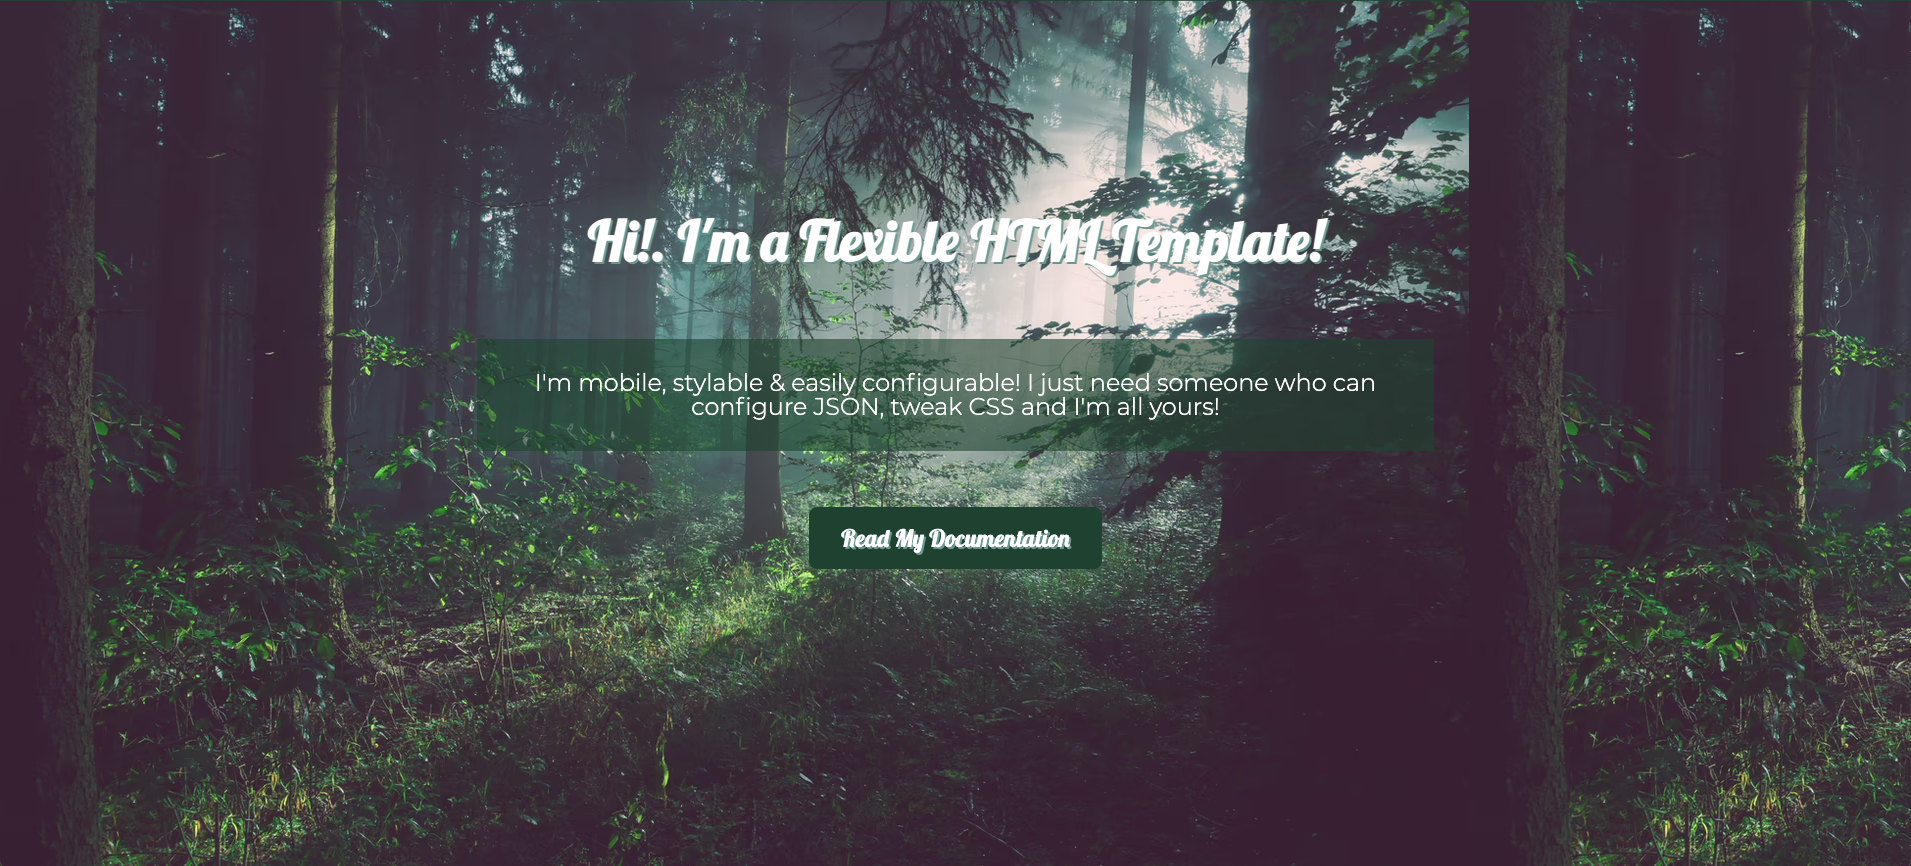 Hi!. I'm a Flexible HTML Template!
I'm mobile, stylable & easily configurable! I just need someone who can
configure JSON, tweak CSS and I'm all yours!
Read My Documentation